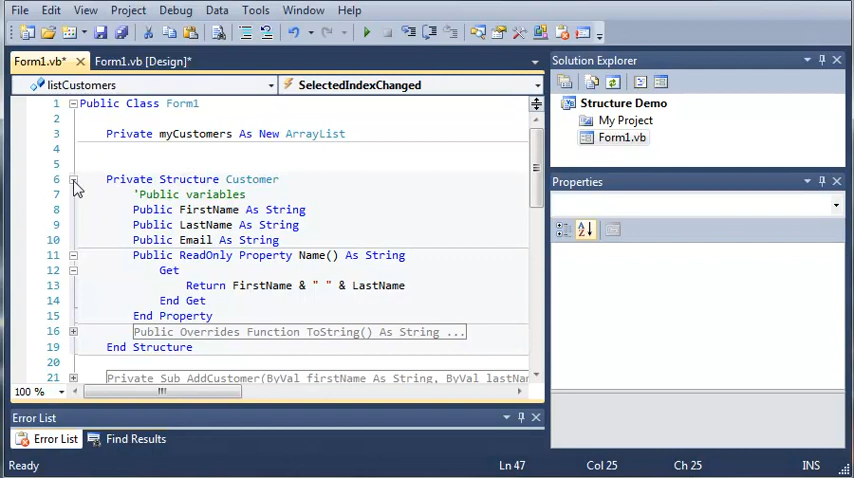 File Edit View Project Debug Data Tools Window Help
Form1.vb* Form1.vb [Design]*
listCustomers SelectedIndexChanged
1 Public Class Form1
2
3 Private myCustomers As New ArrayList
4
5
6 Private Structure Customer
7 'Public variables
8 Public FirstName As String
9 Public LastName As String
10 Public Email As String
11 Public ReadOnly Property Name() As String
12 Get
13 Return FirstName & " " & LastName
14 End Get
15 End Property
16 Public Overrides Function ToString() As String ...
19 End Structure
20
21 Private Sub AddCustomer(ByVal firstName As String, ByVal lastNam
100 %
Solution Explorer
Structure Demo
My Project
Form1.vb
Properties
Error List
Error List Find Results
Ready Ln 47 Col 25 Ch 25 INS